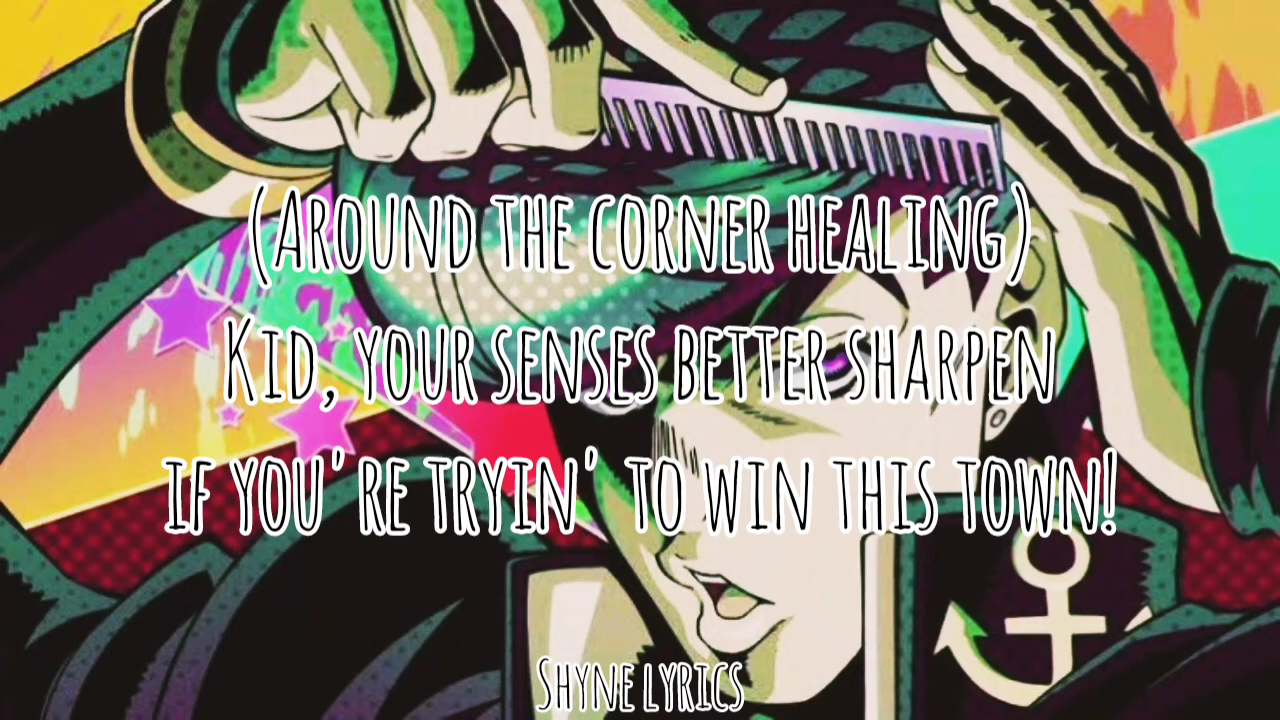 (Around the corner healing)
Kid, your senses better sharpen
if you're tryin' to win this town!
Shyne lyrics